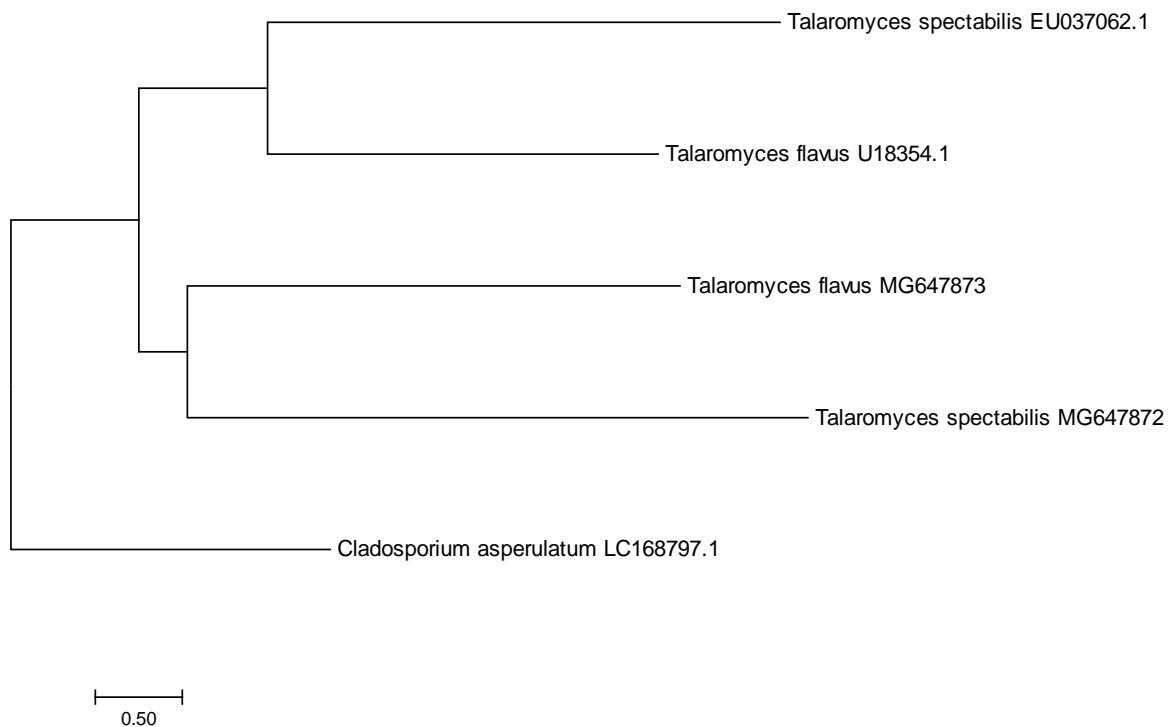 Talaromyces spectabilis EU037062.1
Talaromyces flavus U18354.1
Talaromyces flavus MG647873
Talaromyces spectabilis MG647872
Cladosporium asperulatum LC168797.1
0.50